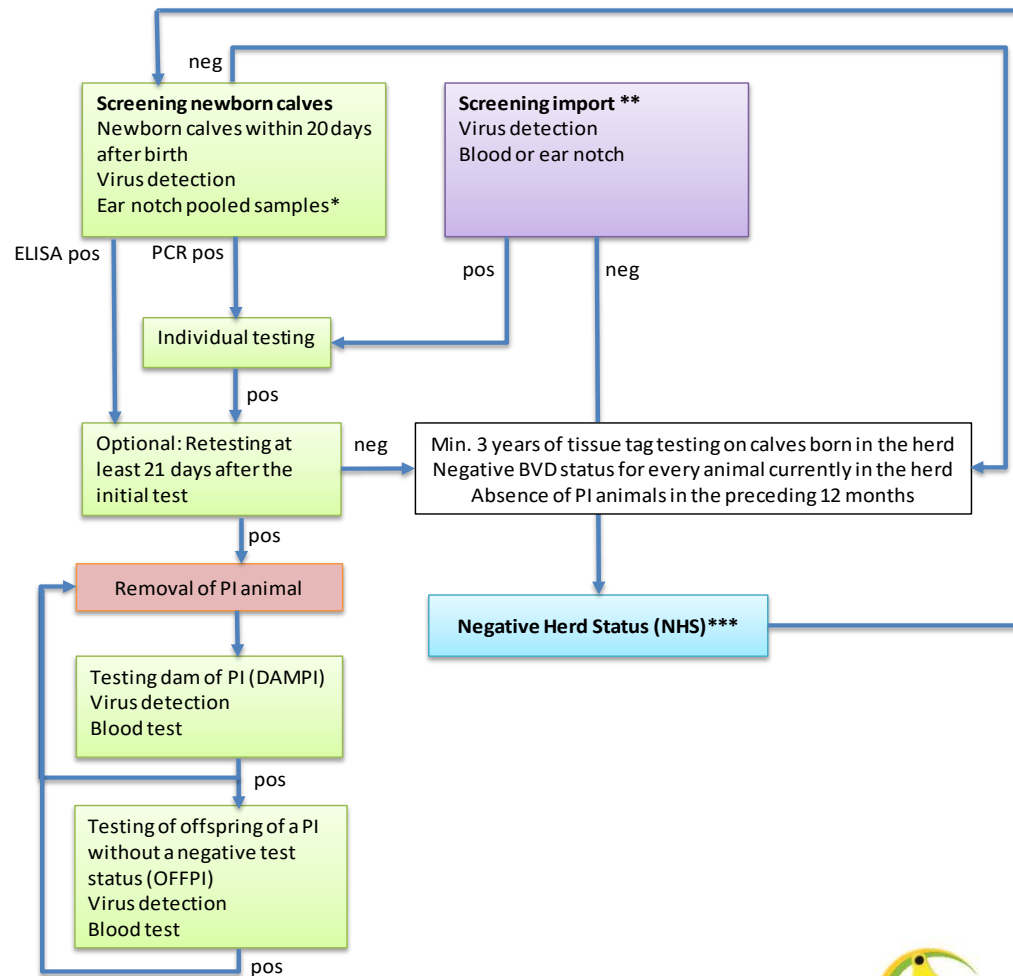 neg
Screening newborn calves
Newborn calves within 20 days
after birth
Virus detection
Ear notch pooled samples*
Screening import **
Virus detection
Blood or ear notch
ELISA pos
PCR pos
pos
neg
Individual testing
pos
Optional: Retesting at
least 21 days after the
initial test
neg
Min. 3 years of tissue tag testing on calves born in the herd
Negative BVD status for every animal currently in the herd
Absence of PI animals in the preceding 12 months
pos
Removal of PI animal
Negative Herd Status (NHS)***
Testing dam of PI (DAMPI)
Virus detection
Blood test
pos
Testing of offspring of a PI
without a negative test
status (OFFPI)
Virus detection
Blood test
pos